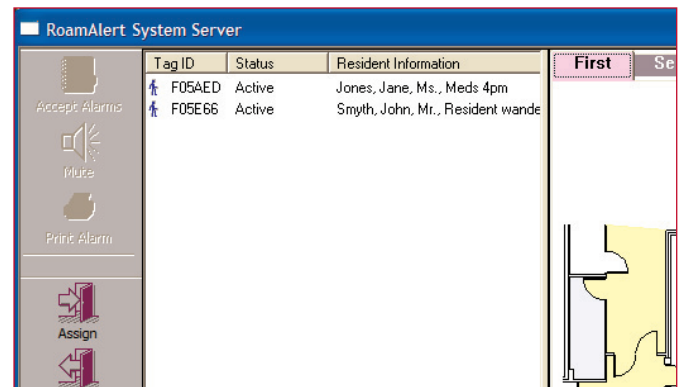 RoamAlert System Server
Tag ID Status Resident Information
First Se
F05AED Active Jones, Jane, Ms., Meds 4pm
F05E66 Active Smyth, John, Mr., Resident wande
Accept Alarms
Mute
Print Alarm
Assign